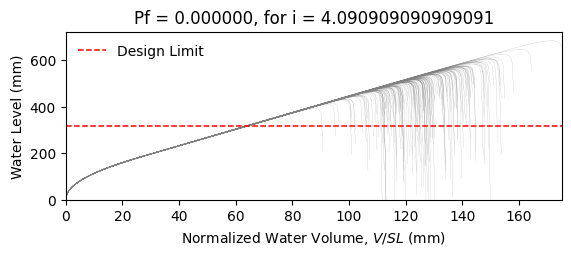 Pf = 0.000000, for i = 4.090909090909091
Water Level (mm)
600
400
200
0
Design Limit
0 20 40 60 80 100 120 140 160
Normalized Water Volume, V/SL (mm)